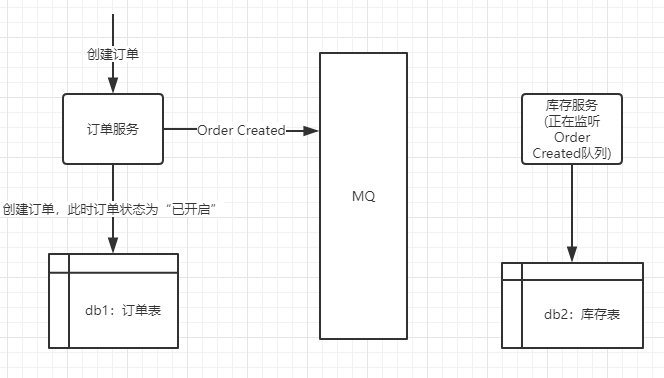 创建订单
订单服务
Order Created
MQ
库存服务
(正在监听
Order
Created队列)
创建订单，此时订单状态为“已开启”
db1：订单表
db2：库存表